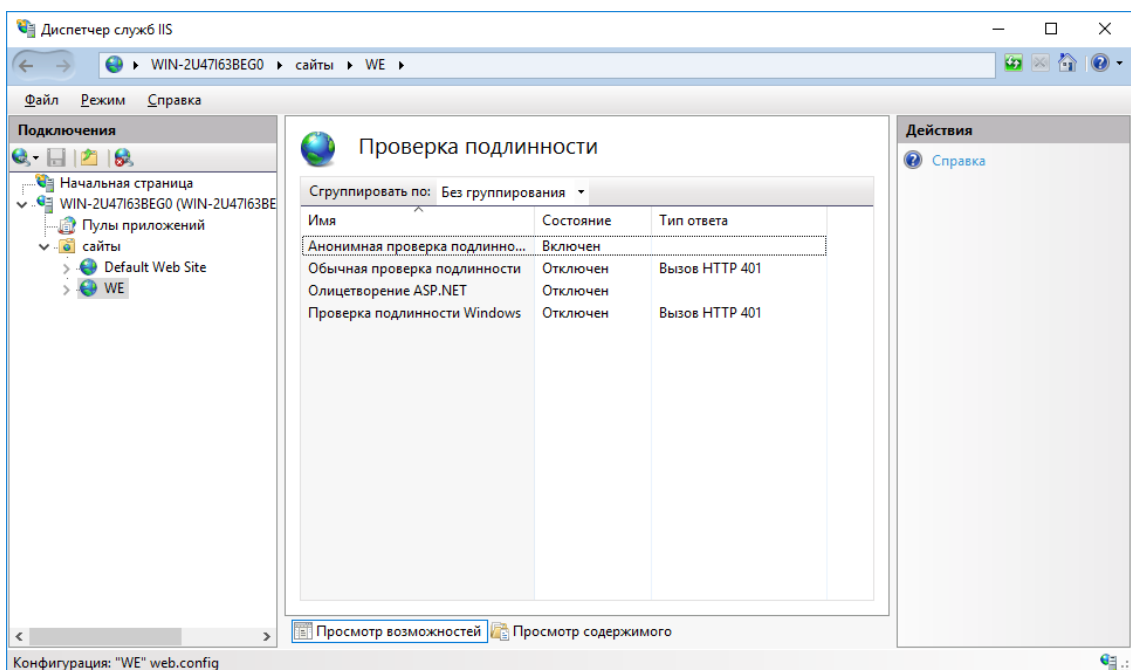 Диспетчер служб IIS
WIN-2U47I63BEG0 сайты WE
Файл Режим Справка
Подключения
Начальная страница
WIN-2U47I63BEG0 (WIN-2U47I63BE
Пулы приложений
сайты
Default Web Site
WE
Проверка подлинности
Сгруппировать по: Без группирования
Имя Состояние Тип ответа
Анонимная проверка подлинно... Включен
Обычная проверка подлинности Отключен Вызов HTTP 401
Олицетворение ASP.NET Отключен
Проверка подлинности Windows Отключен Вызов HTTP 401
Просмотр возможностей Просмотр содержимого
Действия
Справка
Конфигурация: "WE" web.config